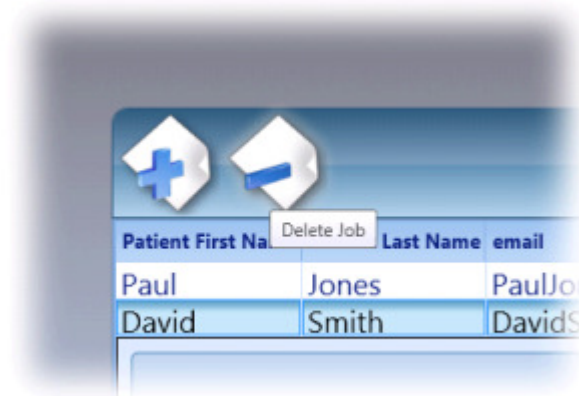 Delete Job
Patient First Na Last Name email
Paul Jones PaulJo
David Smith DavidS